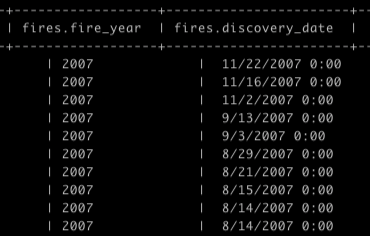 | fires.fire_year | fires.discovery_date |
| 2007 | 11/22/2007 0:00
| 2007 | 11/16/2007 0:00
| 2007 | 11/2/2007 0:00
| 2007 | 9/13/2007 0:00
| 2007 | 9/3/2007 0:00
| 2007 | 8/29/2007 0:00
| 2007 | 8/21/2007 0:00
| 2007 | 8/15/2007 0:00
| 2007 | 8/14/2007 0:00
| 2007 | 8/14/2007 0:00